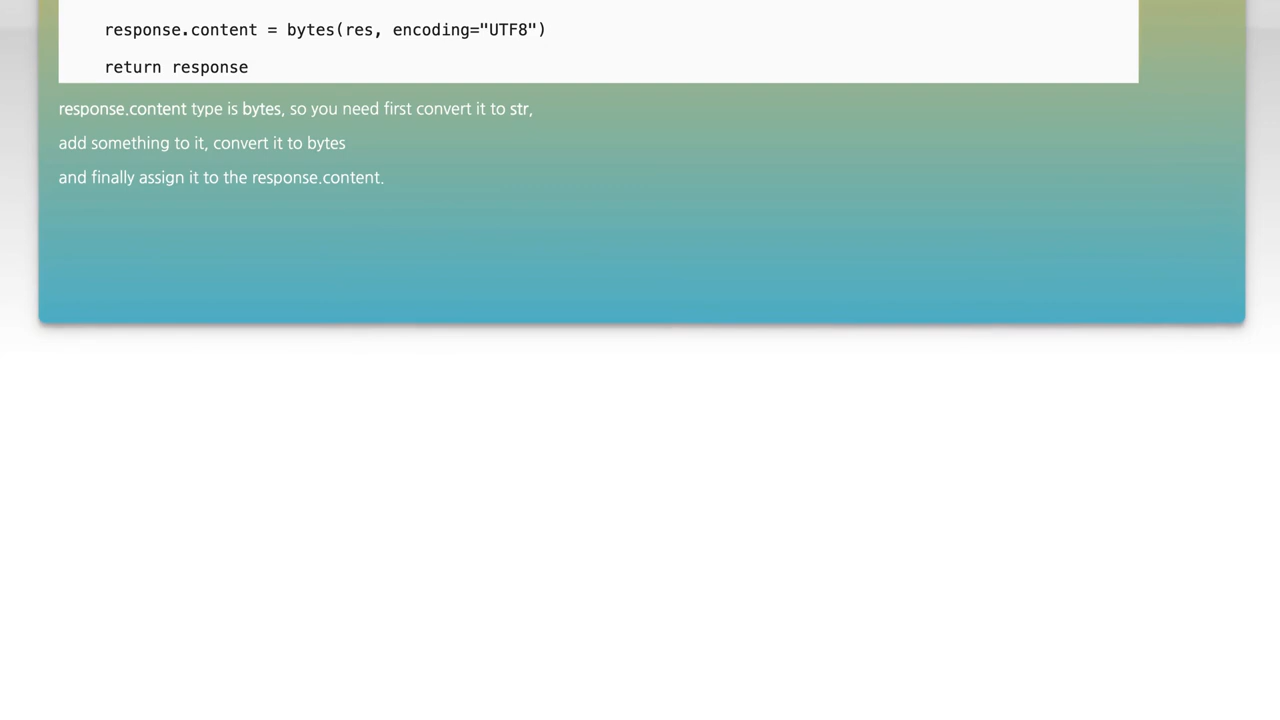 response.content = bytes(res, encoding="UTF8")
return response
response.content type is bytes, so you need first convert it to str,
add something to it, convert it to bytes
and finally assign it to the response.content.